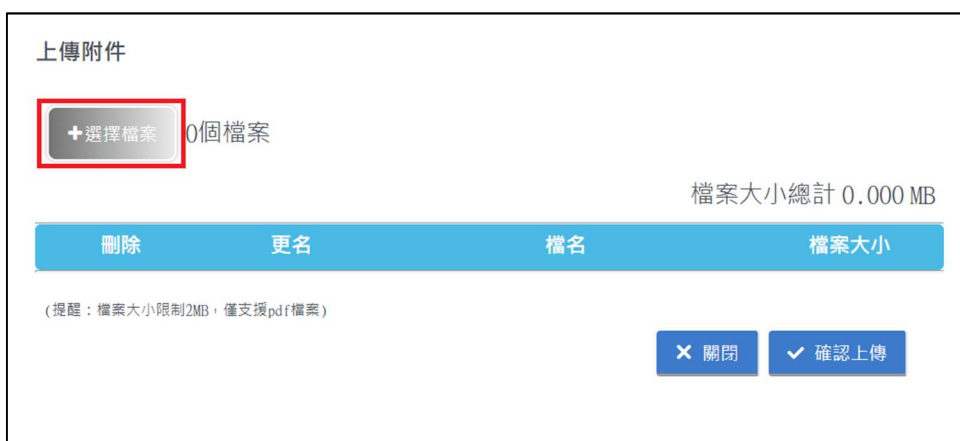 上傳附件
+選擇檔案 0個檔案
檔案大小總計 0.000 MB
刪除 更名 檔名 檔案大小
(提醒：檔案大小限制2MB，僅支援pdf檔案)
✕ 關閉 ✓ 確認上傳